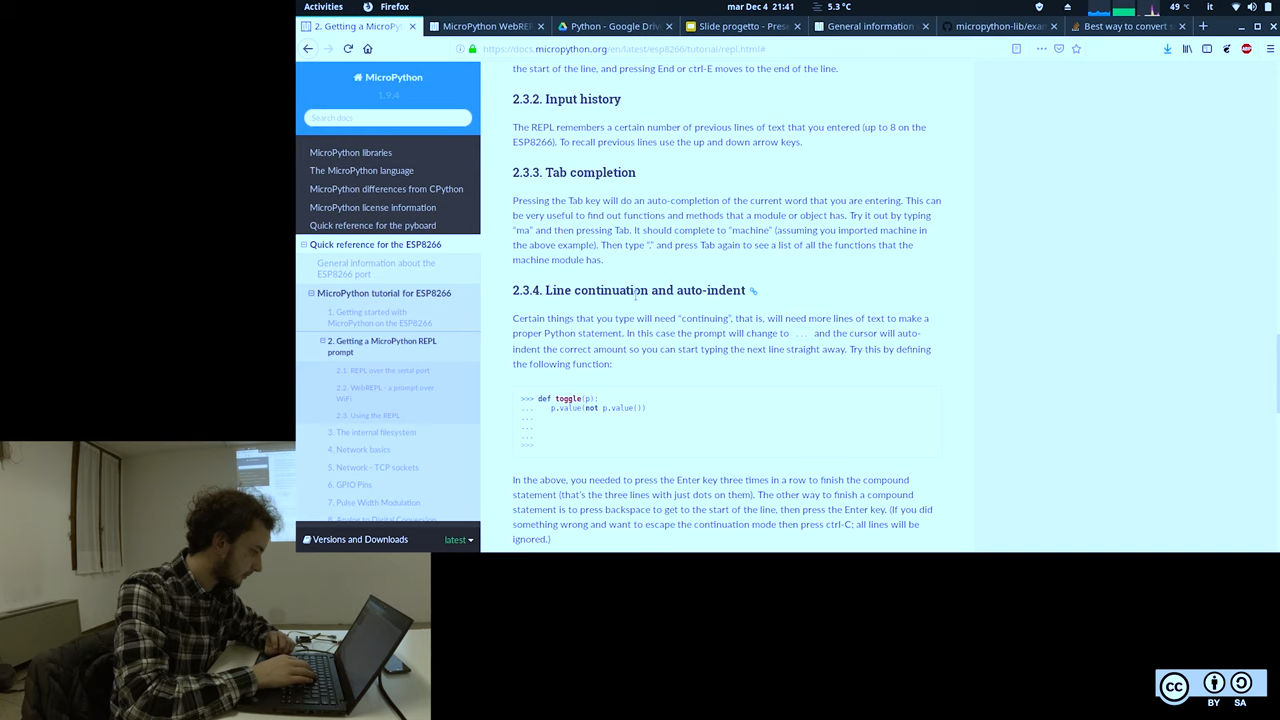 Activities Firefox mar Dec 4 21:41 5.3 °C 49 °C it
2. Getting a MicroPyt
MicroPython WebREPL
Python - Google Drive
Slide progetto - Prese
General information
micropython-lib/exam
Best way to convert s
https://docs.micropython.org/en/latest/esp8266/tutorial/repl.html#
MicroPython
1.9.4
Search docs
MicroPython libraries
The MicroPython language
MicroPython differences from CPython
MicroPython license information
Quick reference for the pyboard
Quick reference for the ESP8266
General information about the
ESP8266 port
MicroPython tutorial for ESP8266
1. Getting started with
MicroPython on the ESP8266
2. Getting a MicroPython REPL
prompt
2.1. REPL over the serial port
2.2. WebREPL - a prompt over
WiFi
2.3. Using the REPL
3. The internal filesystem
4. Network basics
5. Network - TCP sockets
6. GPIO Pins
7. Pulse Width Modulation
8. Analog to Digital Conversion
Versions and Downloads latest
the start of the line, and pressing End or ctrl-E moves to the end of the line.
2.3.2. Input history
The REPL remembers a certain number of previous lines of text that you entered (up to 8 on the
ESP8266). To recall previous lines use the up and down arrow keys.
2.3.3. Tab completion
Pressing the Tab key will do an auto-completion of the current word that you are entering. This can
be very useful to find out functions and methods that a module or object has. Try it out by typing
“ma” and then pressing Tab. It should complete to “machine” (assuming you imported machine in
the above example). Then type “.” and press Tab again to see a list of all the functions that the
machine module has.
2.3.4. Line continuation and auto-indent
Certain things that you type will need “continuing”, that is, will need more lines of text to make a
proper Python statement. In this case the prompt will change to ... and the cursor will auto-
indent the correct amount so you can start typing the next line straight away. Try this by defining
the following function:
>>> def toggle(p):
... p.value(not p.value())
...
...
...
>>>
In the above, you needed to press the Enter key three times in a row to finish the compound
statement (that’s the three lines with just dots on them). The other way to finish a compound
statement is to press backspace to get to the start of the line, then press the Enter key. (If you did
something wrong and want to escape the continuation mode then press ctrl-C; all lines will be
ignored.)
CC
BY SA